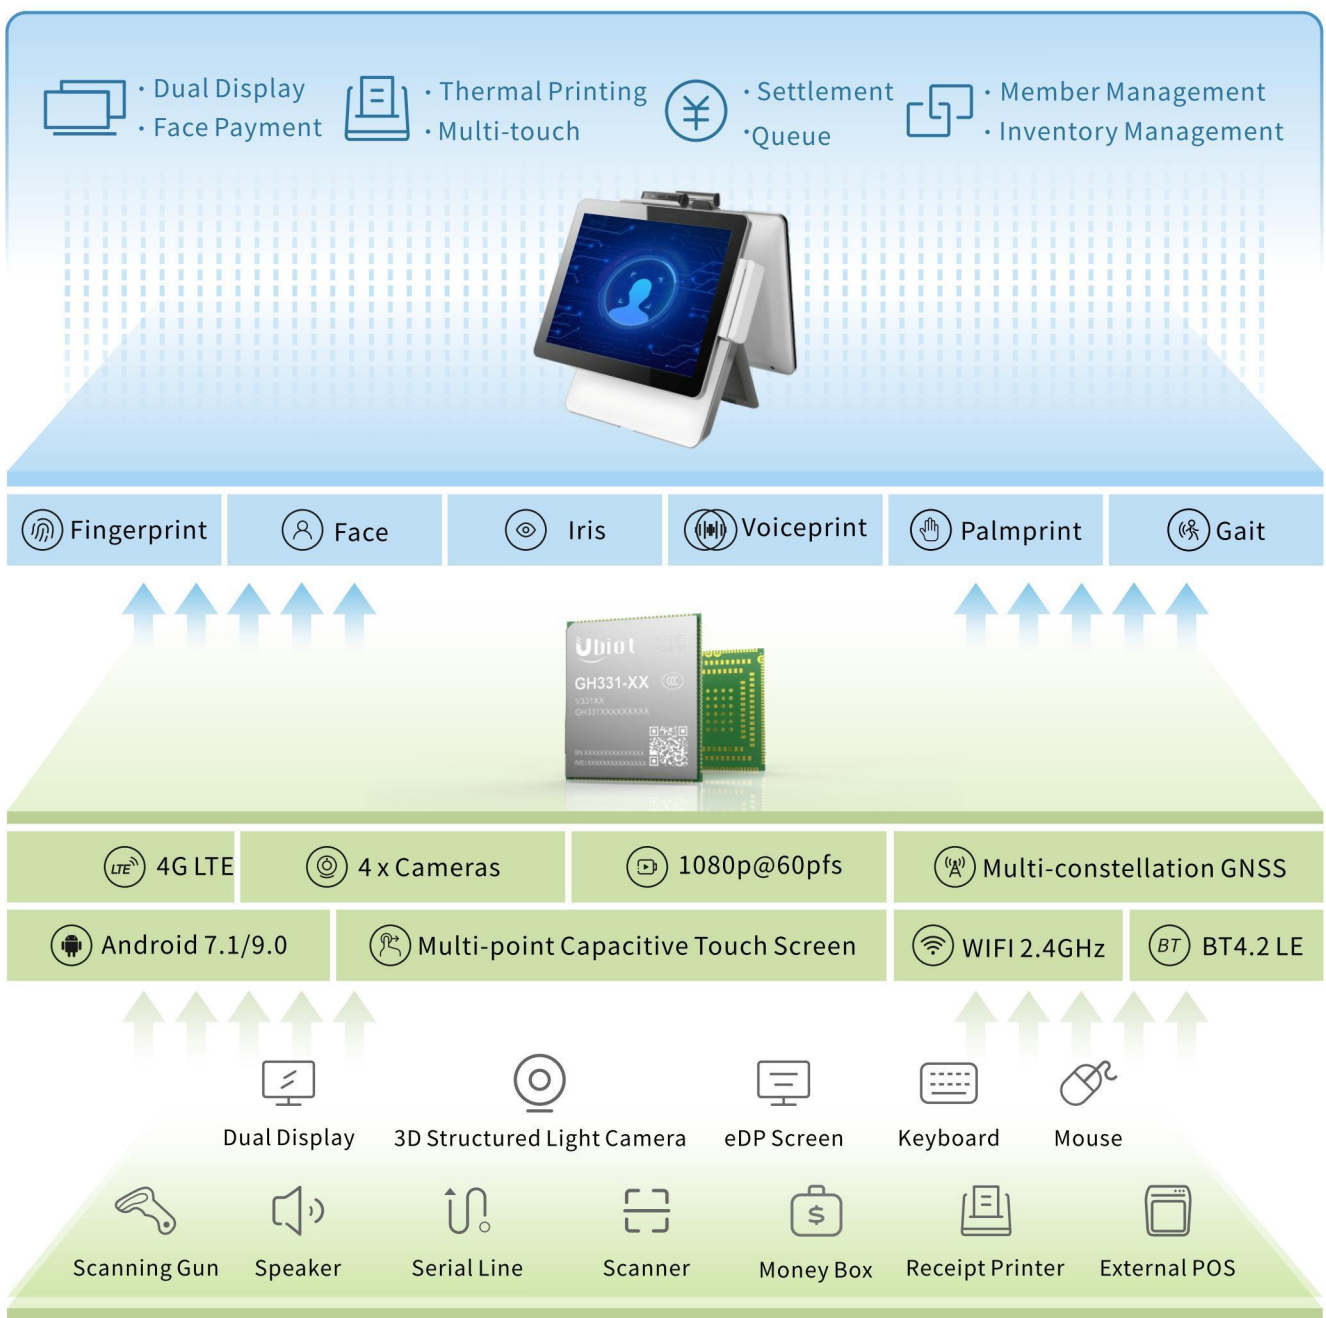 · Dual Display
· Face Payment
· Thermal Printing
· Multi-touch
· Settlement
·Queue
· Member Management
· Inventory Management
Fingerprint
Face
Iris
Voiceprint
Palmprint
Gait
Ubiot
GH331-XX
V331XX
GH331XXXXXXXXX
4G LTE
4 x Cameras
1080p@60pfs
Multi-constellation GNSS
Android 7.1/9.0
Multi-point Capacitive Touch Screen
WIFI 2.4GHz
BT
BT4.2 LE
Dual Display
3D Structured Light Camera
eDP Screen
Keyboard
Mouse
Scanning Gun
Speaker
Serial Line
Scanner
Money Box
Receipt Printer
External POS